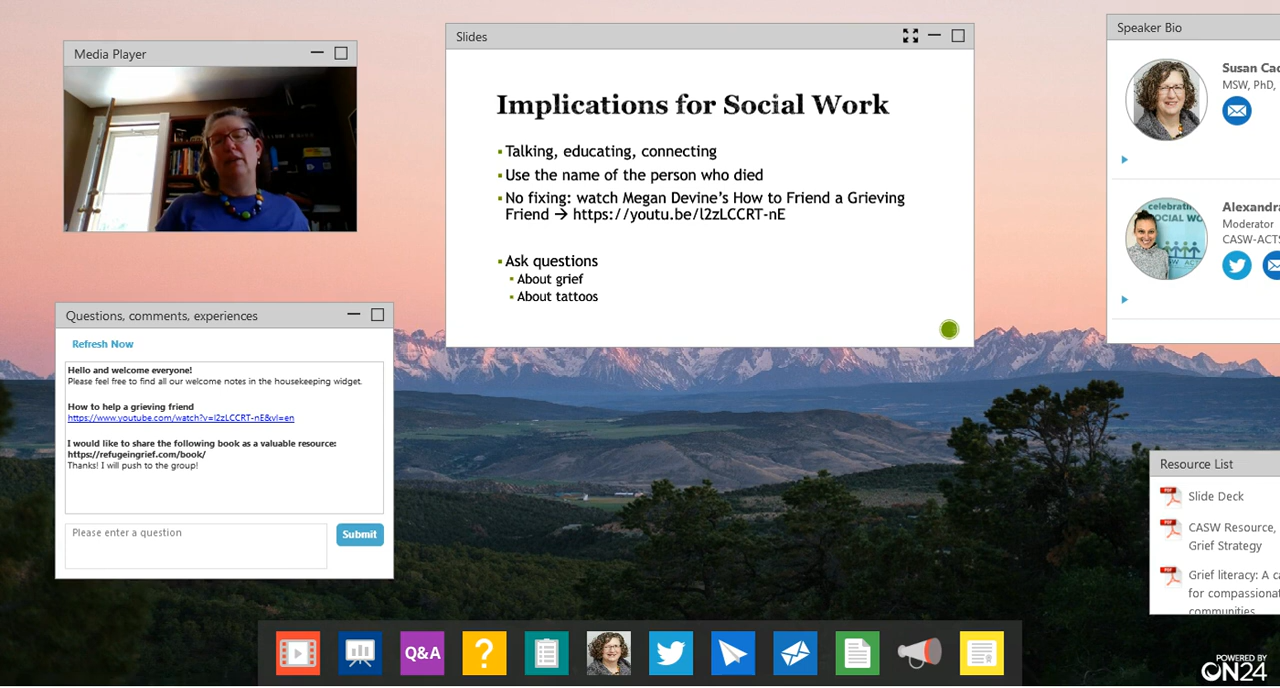 Media Player
Slides
Implications for Social Work
Talking, educating, connecting
Use the name of the person who died
No fixing: watch Megan Devine's How to Friend a Grieving
Friend → https://youtu.be/l2zLCCRT-nE
Ask questions
About grief
About tattoos
Speaker Bio
Susan
MSW, PhD,
celebrati
SOCIAL WO
Alexandra
Moderator
CASW-ACTS
Questions, comments, experiences
Refresh Now
Hello and welcome everyone!
Please feel free to find all our welcome notes in the housekeeping widget.
How to help a grieving friend
https://www.youtube.com/watch?v=l2zLCCRT-nE&vl=en
I would like to share the following book as a valuable resource:
https://refugeingrief.com/book/
Thanks! I will push to the group!
Please enter a question
Submit
Resource List
Slide Deck
CASW Resource,
Grief Strategy
Grief literacy: A ca
for compassionat
communities
Q&A
?
POWERED BY
ON24